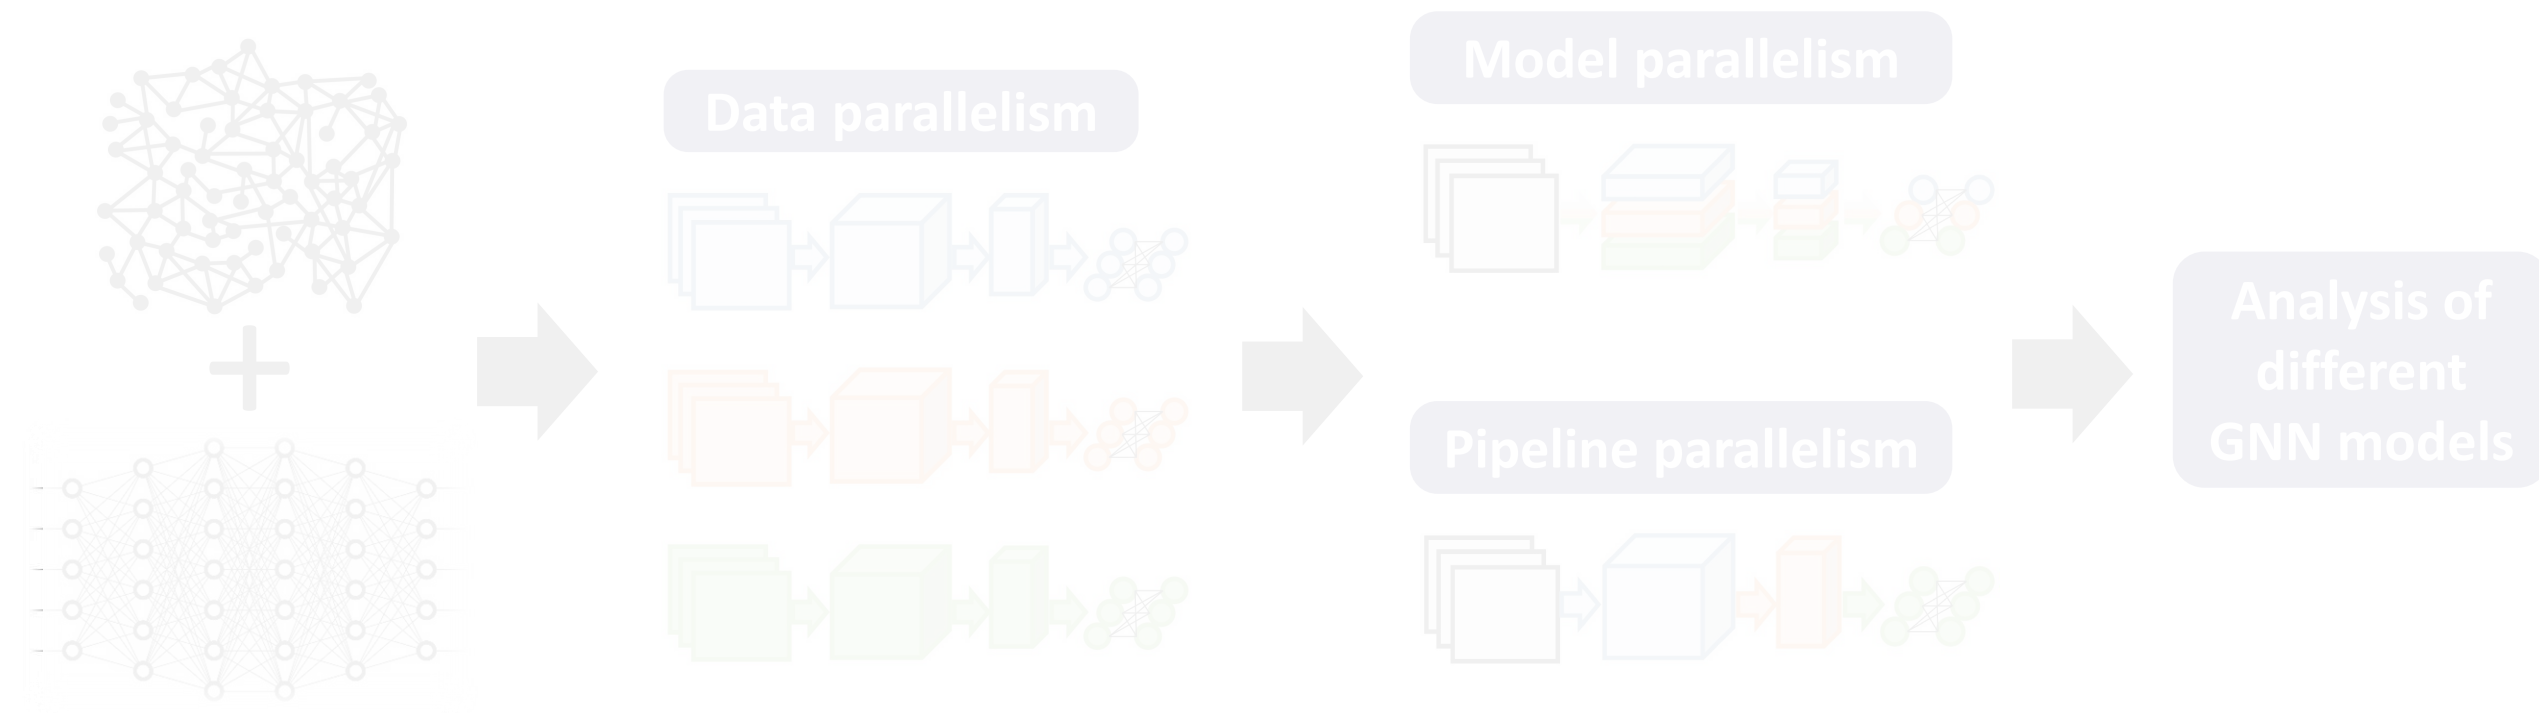 Data parallelism
Model parallelism
Pipeline parallelism
Analysis of
different
GNN models